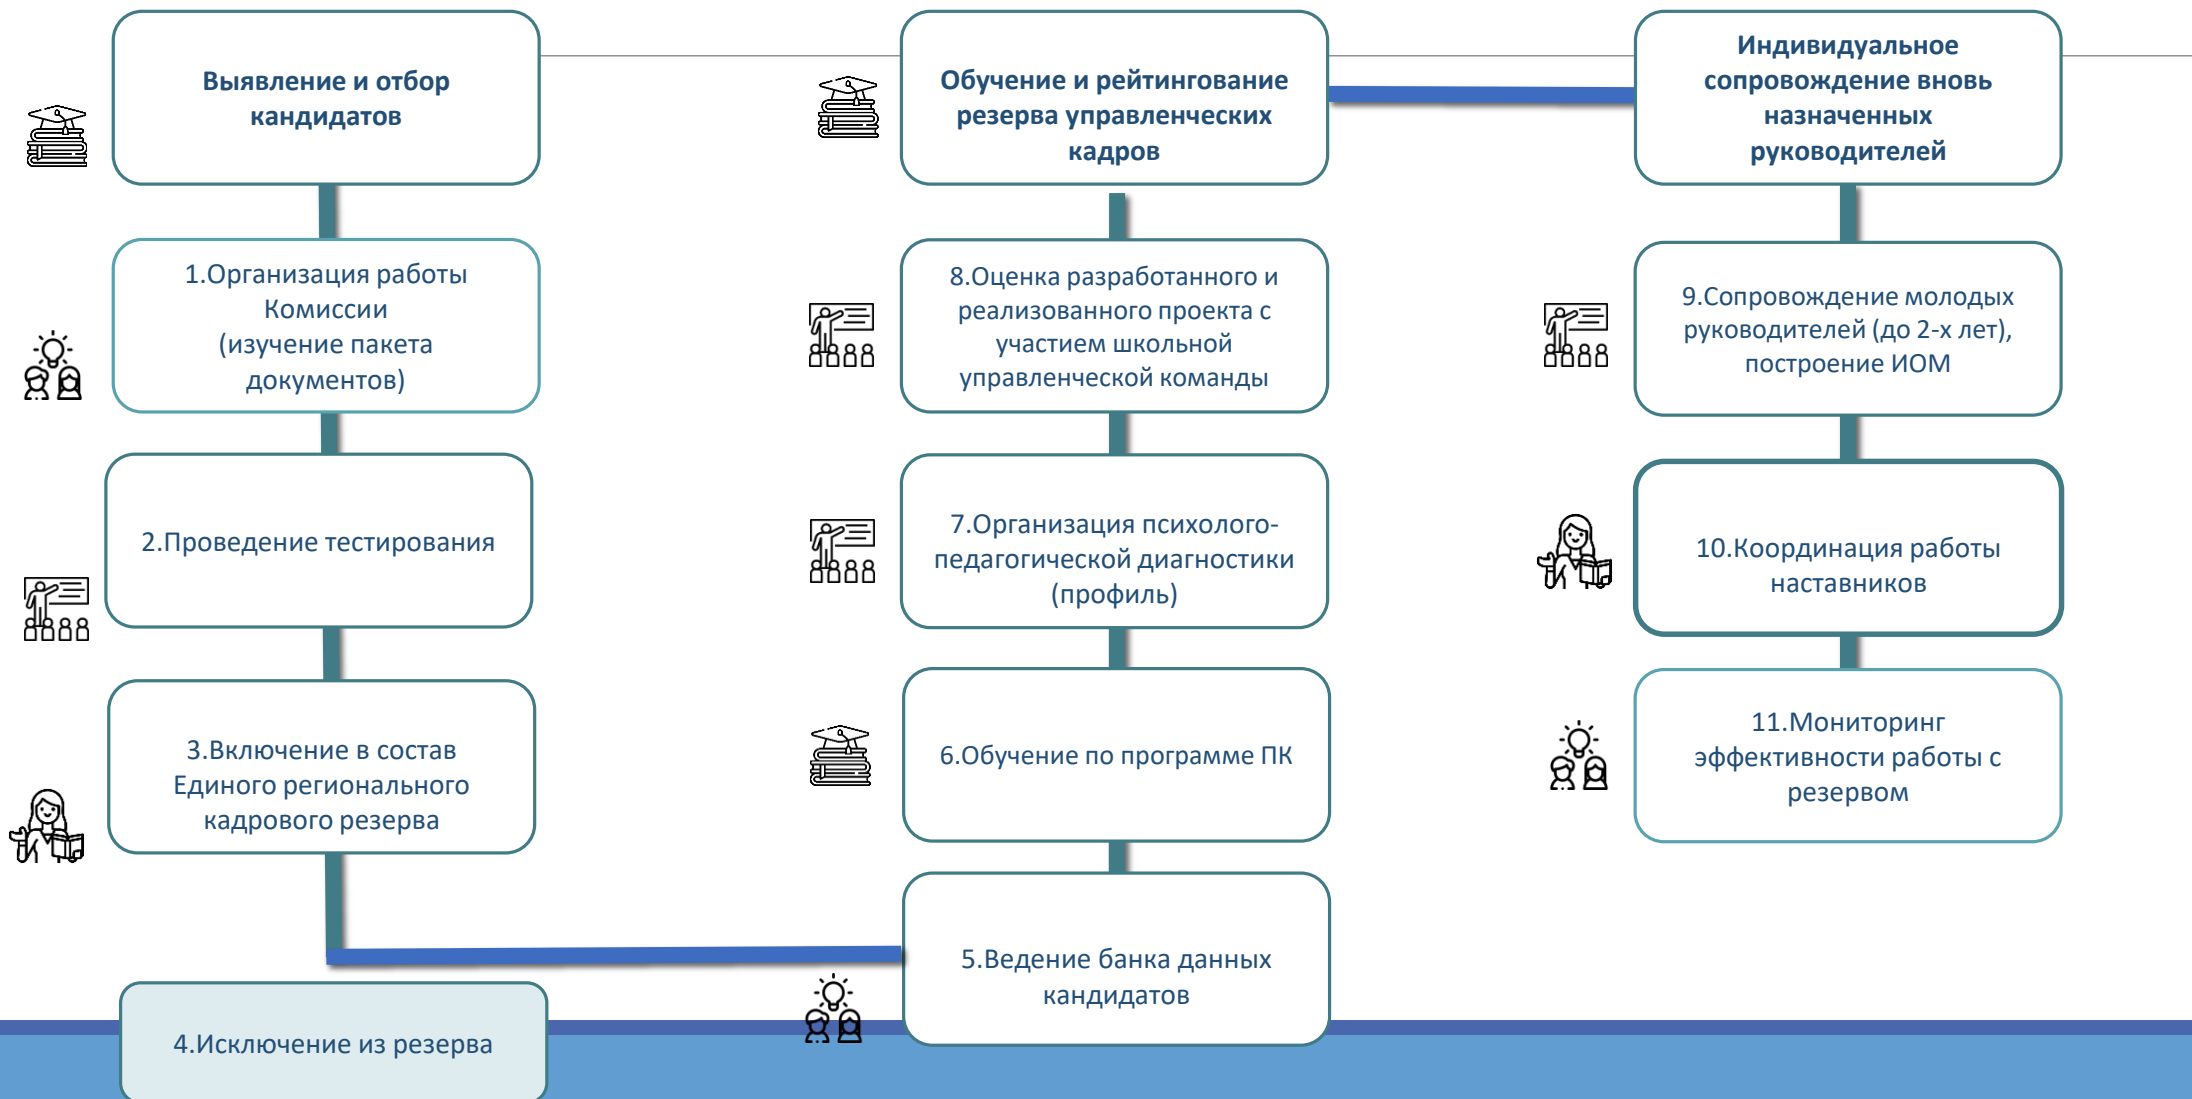 Выявление и отбор
кандидатов
1.Организация работы
Комиссии
(изучение пакета
документов)
2.Проведение тестирования
3.Включение в состав
Единого регионального
кадрового резерва
4.Исключение из резерва
Обучение и рейтингование
резерва управленческих
кадров
8.Оценка разработанного и
реализованного проекта с
участием школьной
управленческой команды
7.Организация психолого-
педагогической диагностики
(профиль)
6.Обучение по программе ПК
5.Ведение банка данных
кандидатов
Индивидуальное
сопровождение вновь
назначенных
руководителей
9.Сопровождение молодых
руководителей (до 2-х лет),
построение ИОМ
10.Координация работы
наставников
11.Мониторинг
эффективности работы с
резервом